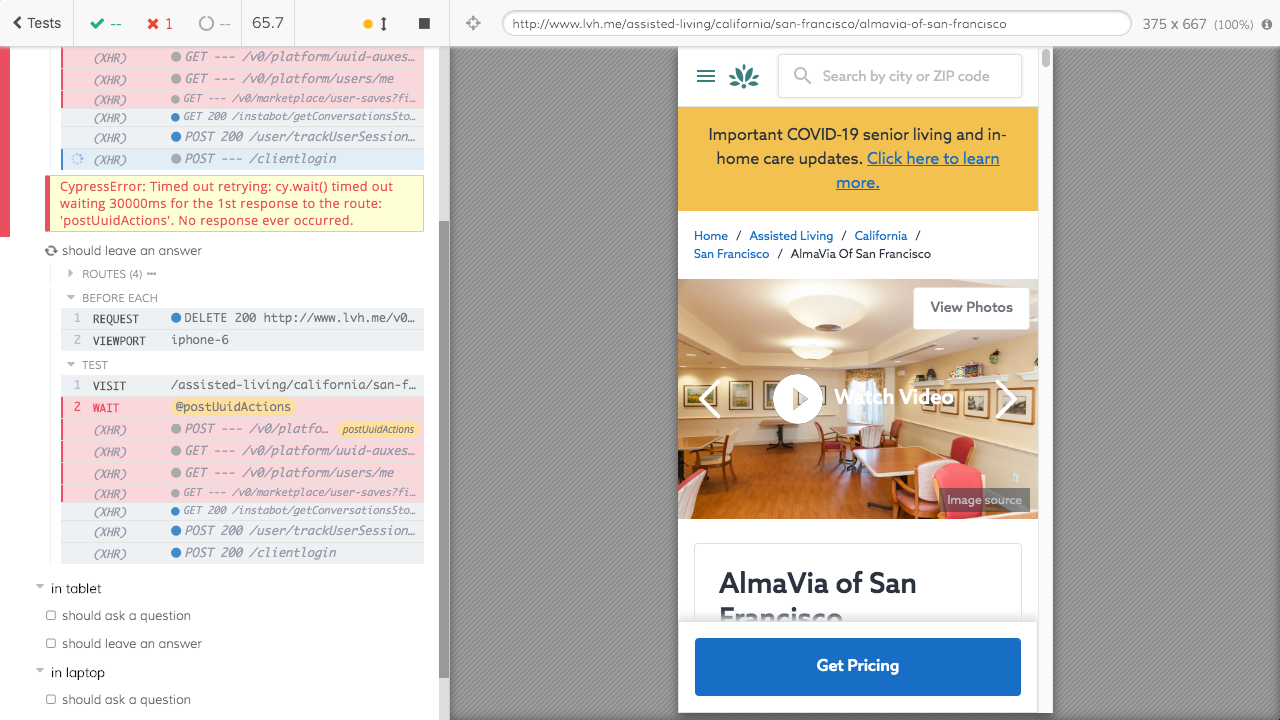 Tests
--
1
--
65.7
http://www.lvh.me/assisted-living/california/san-francisco/almavia-of-san-francisco
375 x 667 (100%)
(XHR) GET --- /v0/platform/uuid-auxes…
(XHR) GET --- /v0/platform/users/me
(XHR) GET --- /v0/marketplace/user-saves?fi…
(XHR) GET 200 /instabot/getConversationsSto…
(XHR) POST 200 /user/trackUserSession…
(XHR) POST --- /clientlogin
CypressError: Timed out retrying: cy.wait() timed out
waiting 30000ms for the 1st response to the route:
'postUuidActions'. No response ever occurred.
should leave an answer
ROUTES (4) •••
BEFORE EACH
1 REQUEST DELETE 200 http://www.lvh.me/v0…
2 VIEWPORT iphone-6
TEST
1 VISIT /assisted-living/california/san-f…
2 WAIT @postUuidActions
(XHR) POST --- /v0/platfo… postUuidActions
(XHR) GET --- /v0/platform/uuid-auxes…
(XHR) GET --- /v0/platform/users/me
(XHR) GET --- /v0/marketplace/user-saves?fi…
(XHR) GET 200 /instabot/getConversationsSto…
(XHR) POST 200 /user/trackUserSession…
(XHR) POST 200 /clientlogin
in tablet
should ask a question
should leave an answer
in laptop
should ask a question
Search by city or ZIP code
Important COVID-19 senior living and in-
home care updates. Click here to learn
more.
Home / Assisted Living / California /
San Francisco / AlmaVia Of San Francisco
View Photos
Watch Video
Image source
AlmaVia of San
Francisco
Get Pricing